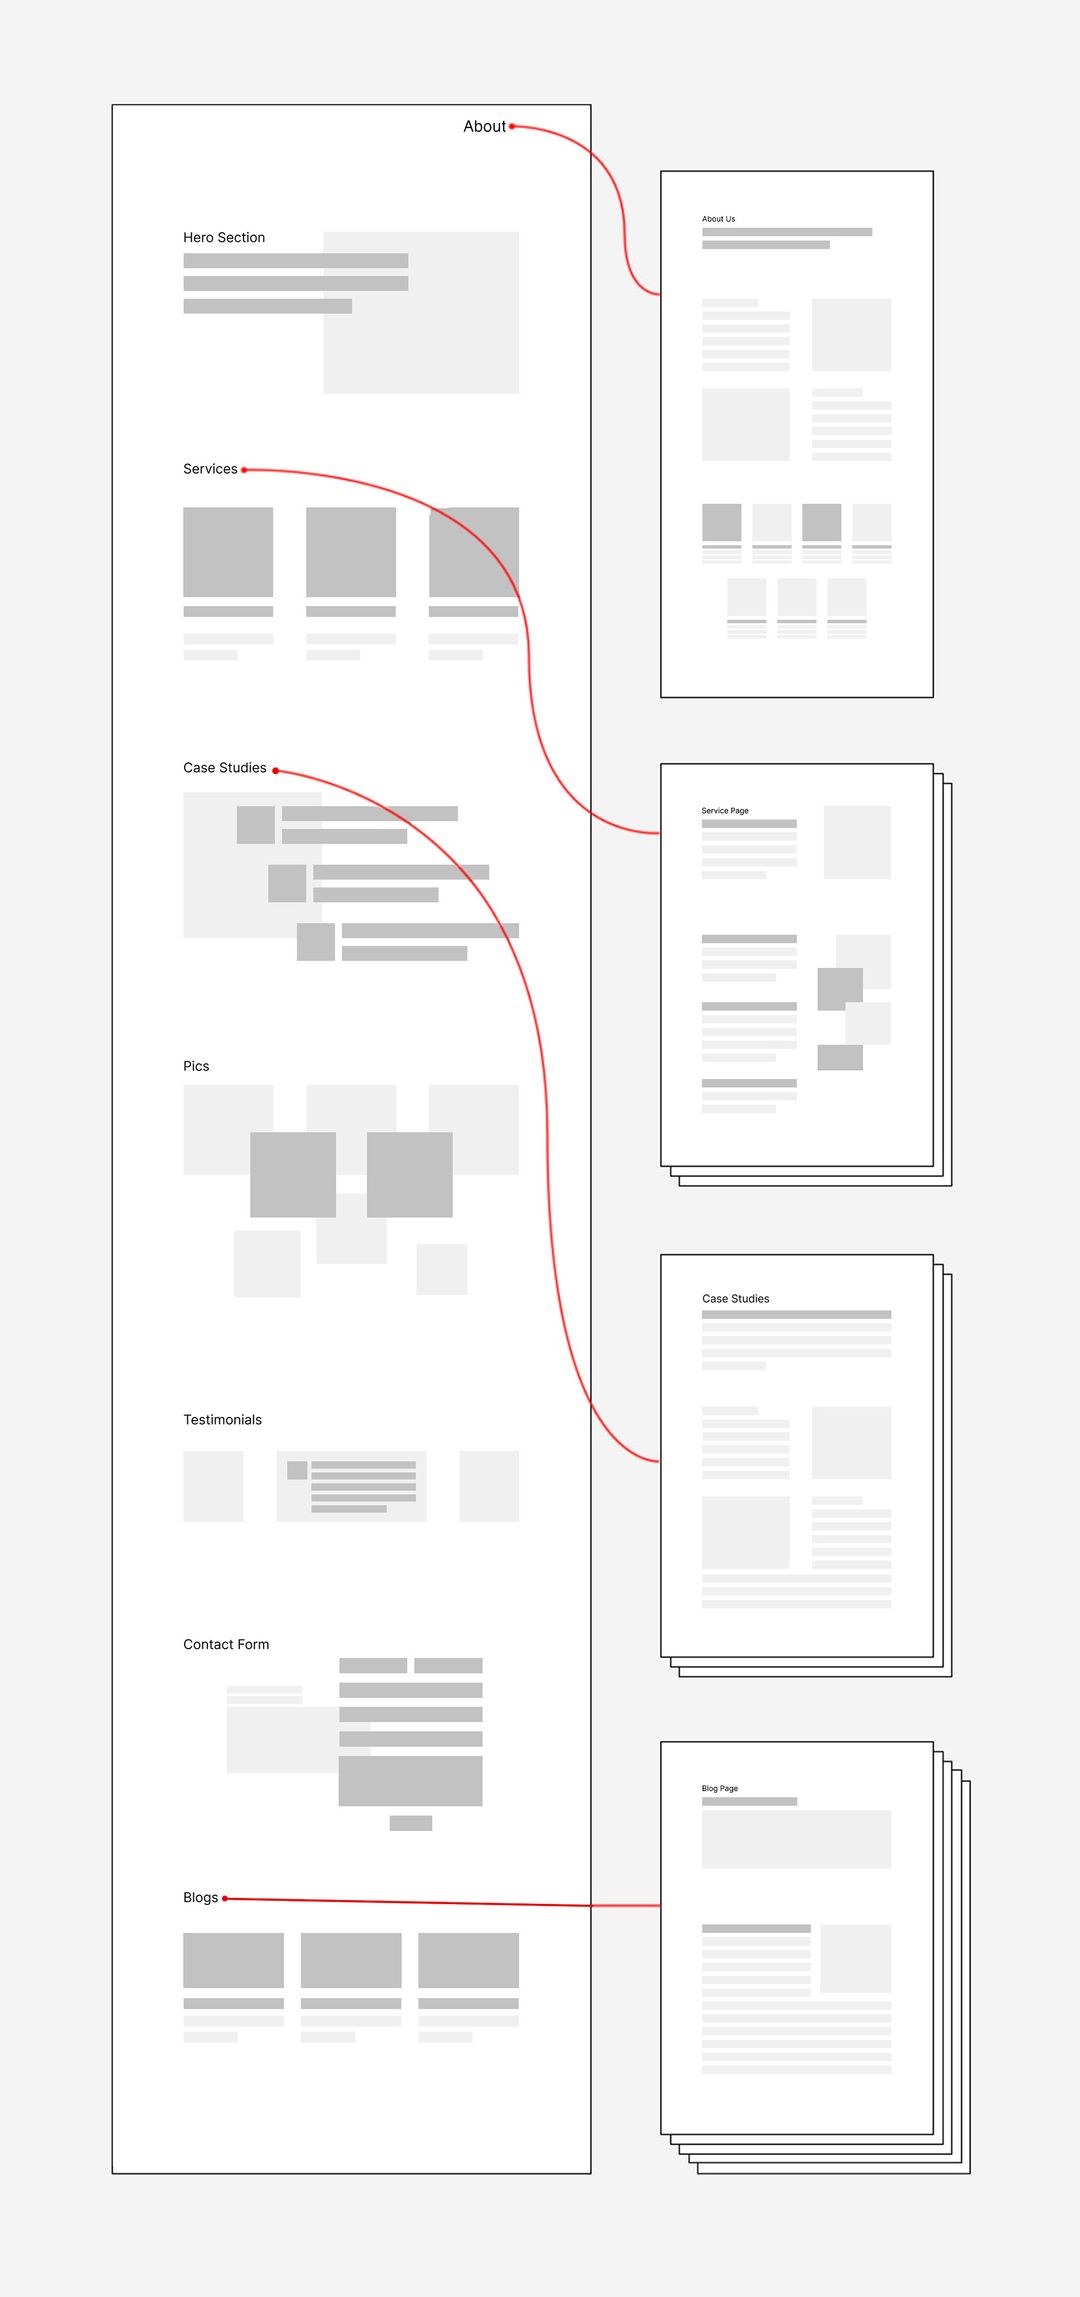 About
Hero Section
Services
Case Studies
Pics
Testimonials
Contact Form
Blogs
About Us
Service Page
Case Studies
Blog Page